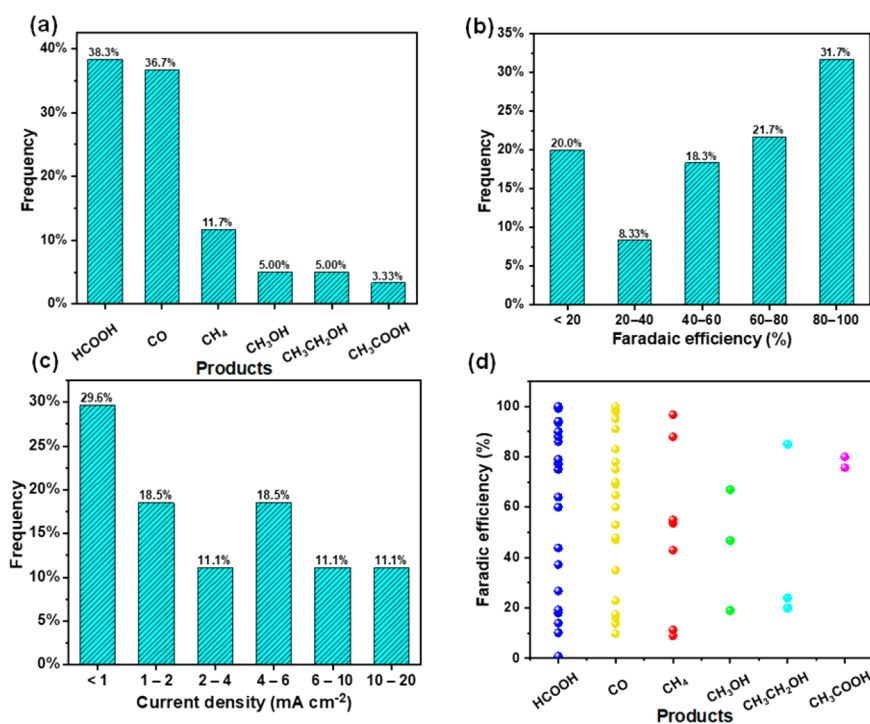 (a)
40%
30%
20%
10%
0%
Frequency
38.3%
36.7%
11.7%
5.00%
5.00%
3.33%
HCOOH
CO
CH₄
CH₃OH
CH₃CH₂OH
CH₃COOH
Products
(b)
35%
30%
25%
20%
15%
10%
5%
0%
Frequency
20.0%
8.33%
18.3%
21.7%
31.7%
< 20
20–40
40–60
60–80
80–100
Faradaic efficiency (%)
(c)
30%
25%
20%
15%
10%
5%
0%
Frequency
29.6%
18.5%
11.1%
18.5%
11.1%
11.1%
< 1
1 – 2
2 – 4
4 – 6
6 – 10
10 – 20
Current density (mA cm⁻²)
(d)
100
80
60
40
20
0
Faradic efficiency (%)
HCOOH
CO
CH₄
CH₃OH
CH₃CH₂OH
CH₃COOH
Products